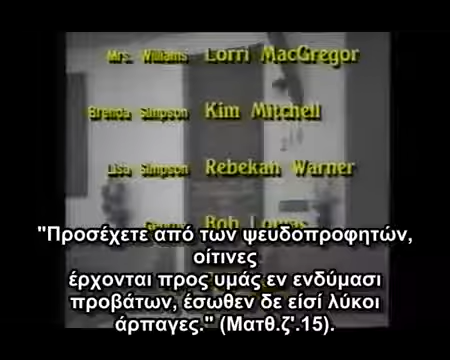 Mrs. Williams Lorri MacGregor
Brenda Simpson Kim Mitchell
Lisa Simpson Rebekah Warner
Bob
"Προσέχετε από των ψευδοπροφητών,
οίτινες
έρχονται προς υμάς εν ενδύμασι
προβάτων, έσωθεν δε είσί λύκοι
άρπαγες." (Ματθ.ζ'.15).